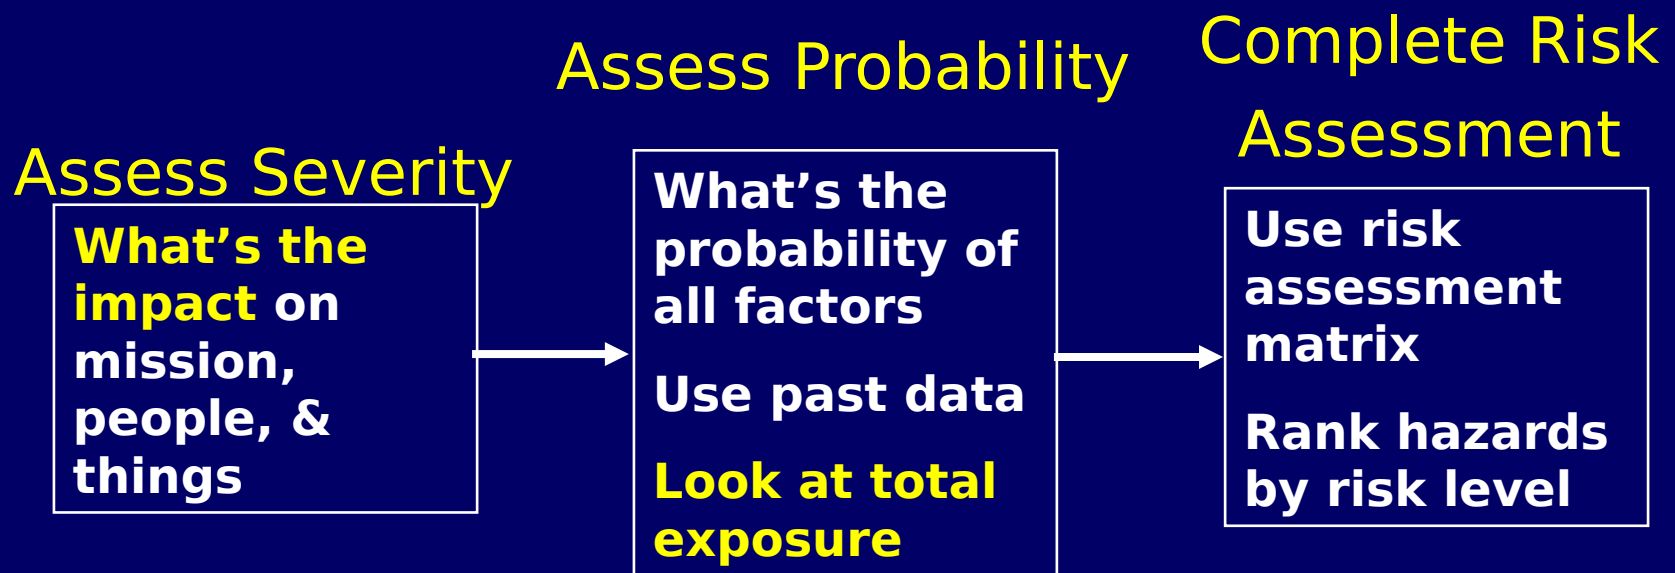 Assess Severity
What’s the
impact on
mission,
people, &
things
Assess Probability
What’s the
probability of
all factors
Use past data
Look at total
exposure
Complete Risk
Assessment
Use risk
assessment
matrix
Rank hazards
by risk level